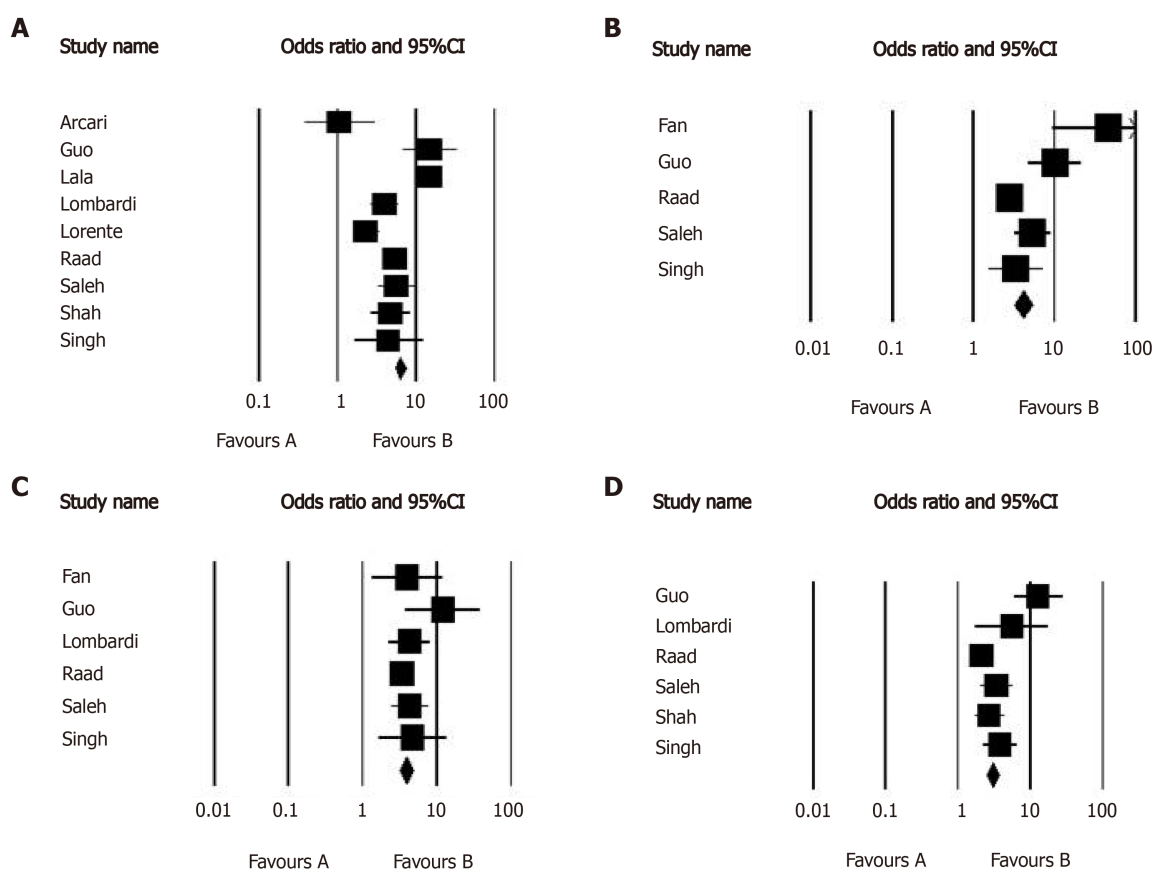 A
Study name Odds ratio and 95%CI
Arcari
Guo
Lala
Lombardi
Lorente
Raad
Saleh
Shah
Singh
0.1 1 10 100
Favours A Favours B
B
Study name Odds ratio and 95%CI
Fan
Guo
Raad
Saleh
Singh
0.01 0.1 1 10 100
Favours A Favours B
C
Study name Odds ratio and 95%CI
Fan
Guo
Lombardi
Raad
Saleh
Singh
0.01 0.1 1 10 100
Favours A Favours B
D
Study name Odds ratio and 95%CI
Guo
Lombardi
Raad
Saleh
Shah
Singh
0.01 0.1 1 10 100
Favours A Favours B